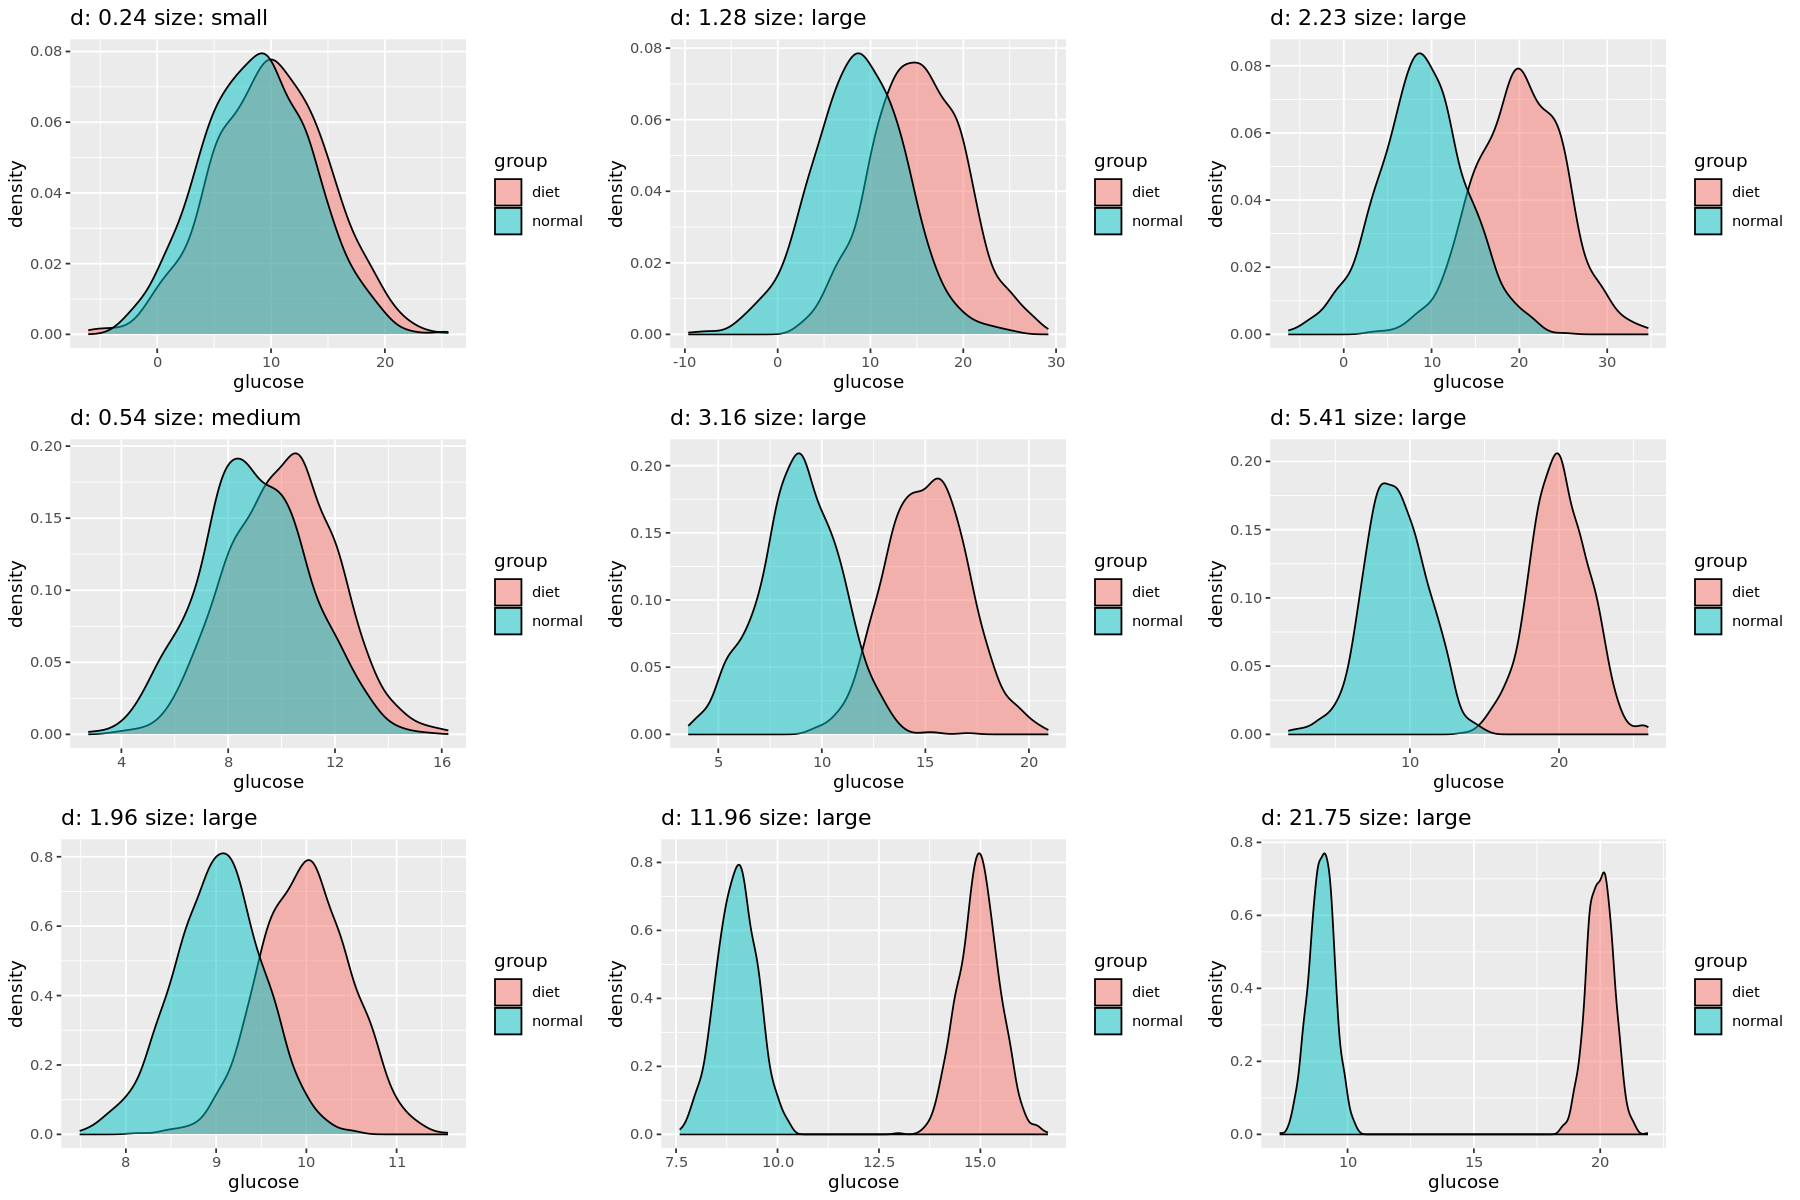 d: 0.24 size: small
0.08
0.06
0.04
0.02
0.00
density
0 10 20
glucose
group
diet
normal
d: 1.28 size: large
0.08
0.06
0.04
0.02
0.00
density
-10 0 10 20 30
glucose
group
diet
normal
d: 2.23 size: large
0.08
0.06
0.04
0.02
0.00
density
0 10 20 30
glucose
group
diet
normal
d: 0.54 size: medium
0.20
0.15
0.10
0.05
0.00
density
4 8 12 16
glucose
group
diet
normal
d: 3.16 size: large
0.20
0.15
0.10
0.05
0.00
density
5 10 15 20
glucose
group
diet
normal
d: 5.41 size: large
0.20
0.15
0.10
0.05
0.00
density
10 20
glucose
group
diet
normal
d: 1.96 size: large
0.8
0.6
0.4
0.2
0.0
density
8 9 10 11
glucose
group
diet
normal
d: 11.96 size: large
0.8
0.6
0.4
0.2
0.0
density
7.5 10.0 12.5 15.0
glucose
group
diet
normal
d: 21.75 size: large
0.8
0.6
0.4
0.2
0.0
density
10 15 20
glucose
group
diet
normal